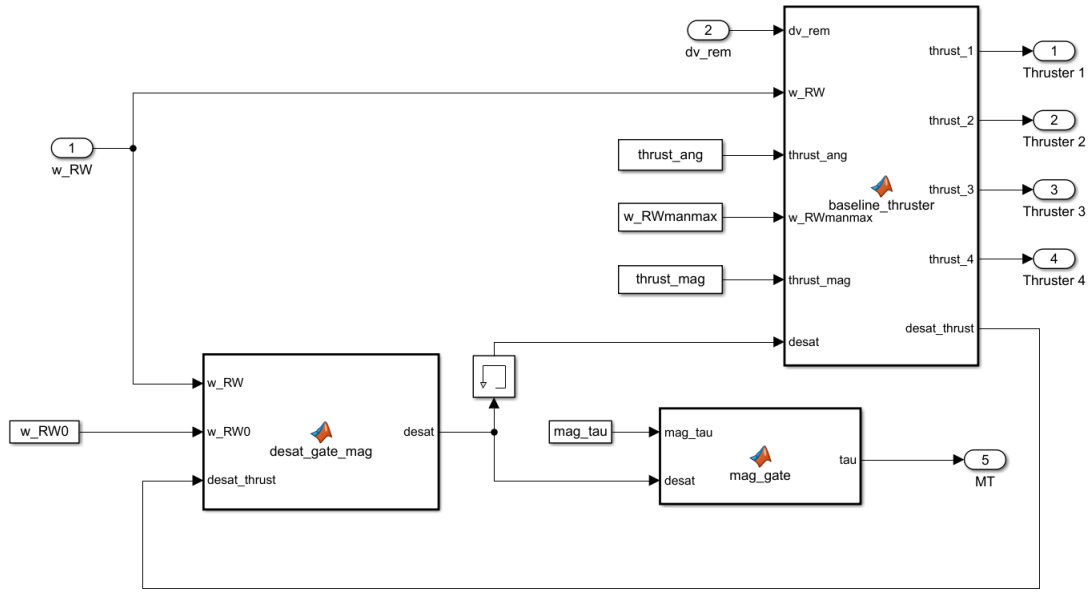 2
dv_rem
1
w_RW
thrust_ang
w_RWmanmax
thrust_mag
dv_rem
w_RW
thrust_ang
w_RWmanmax
thrust_mag
desat
baseline_thruster
thrust_1
thrust_2
thrust_3
thrust_4
desat_thrust
1
Thruster 1
2
Thruster 2
3
Thruster 3
4
Thruster 4
w_RW0
w_RW
w_RW0
desat_thrust
desat_gate_mag
desat
mag_tau
mag_tau
desat
mag_gate
tau
5
MT